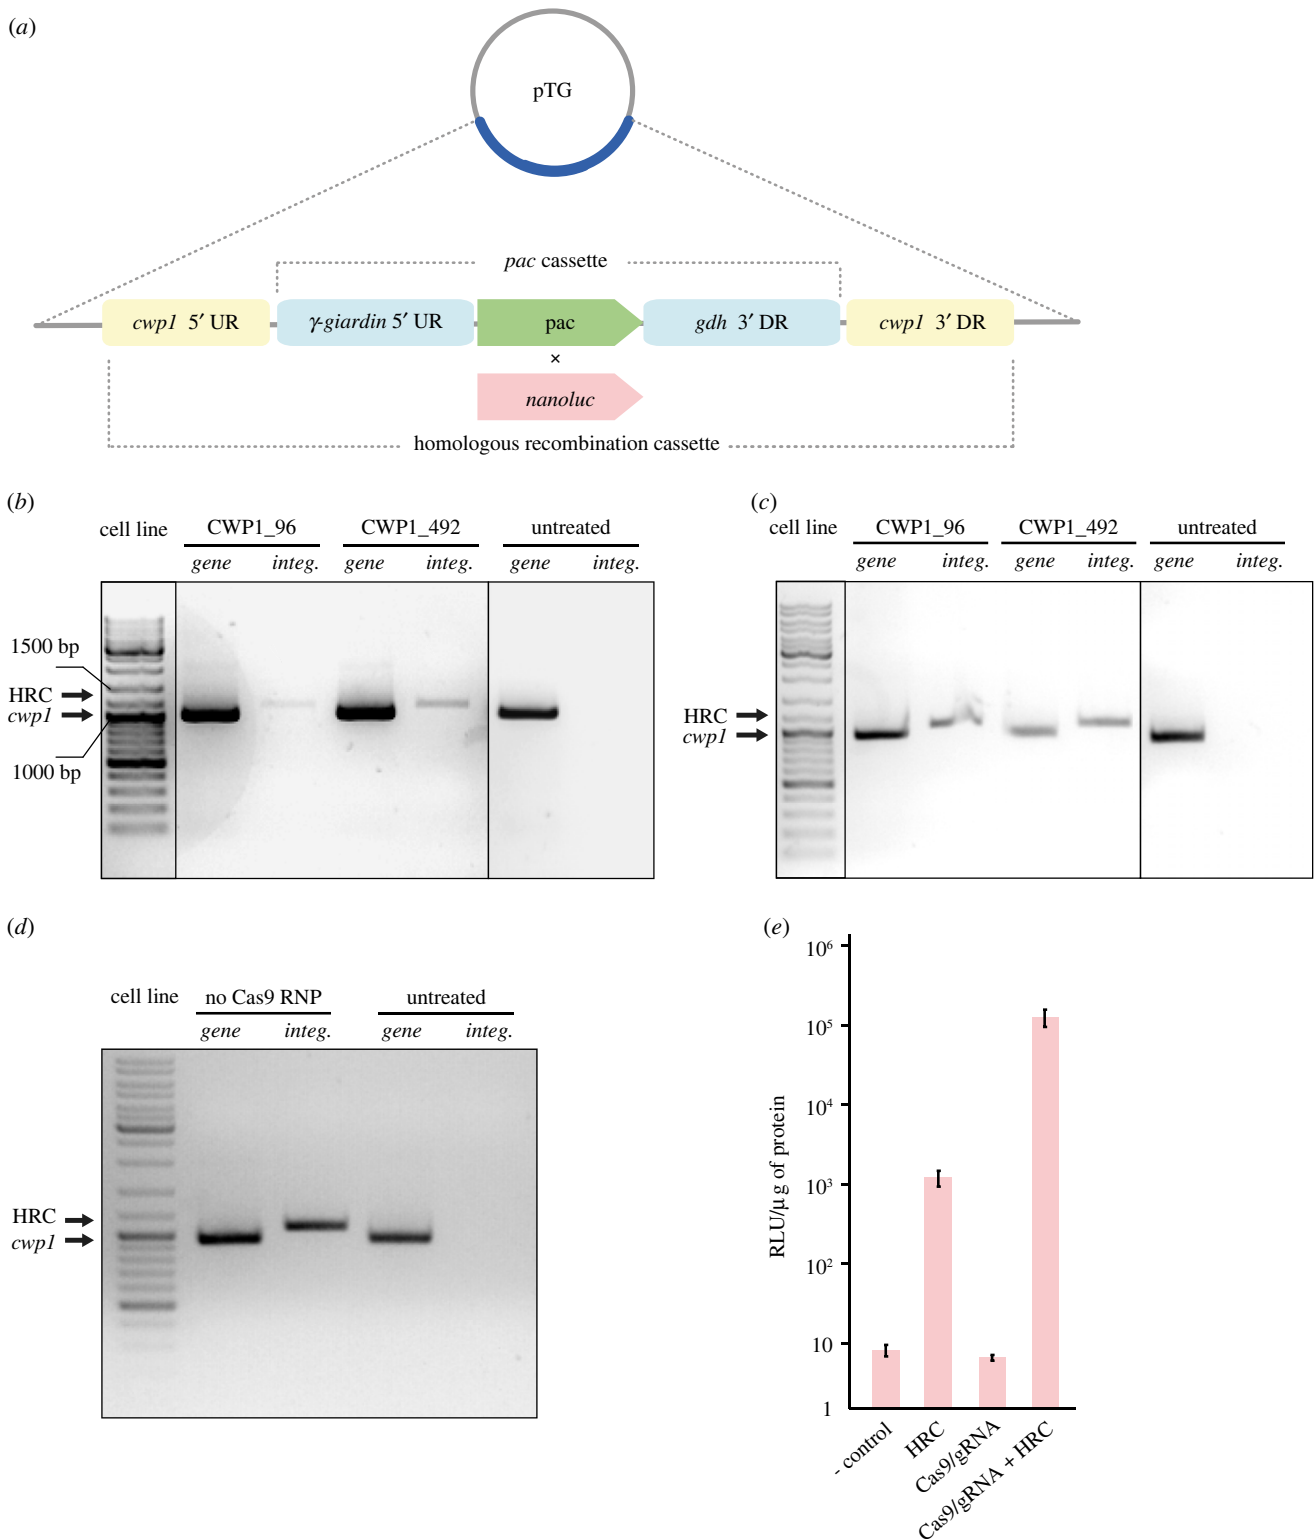 (a)
pTG
pac cassette
cwp1 5′ UR
γ-giardin 5′ UR
pac
gdh 3′ DR
cwp1 3′ DR
×
nanoluc
homologous recombination cassette
(b)
cell line
CWP1_96
CWP1_492
untreated
gene integ. gene integ. gene integ.
1500 bp
HRC
cwp1
1000 bp
(c)
cell line
CWP1_96
CWP1_492
untreated
gene integ. gene integ. gene integ.
HRC
cwp1
(d)
cell line
no Cas9 RNP
untreated
gene integ. gene integ.
HRC
cwp1
(e)
RLU/µg of protein
10⁶
10⁵
10⁴
10³
10²
10
1
- control
HRC
Cas9/gRNA
Cas9/gRNA + HRC